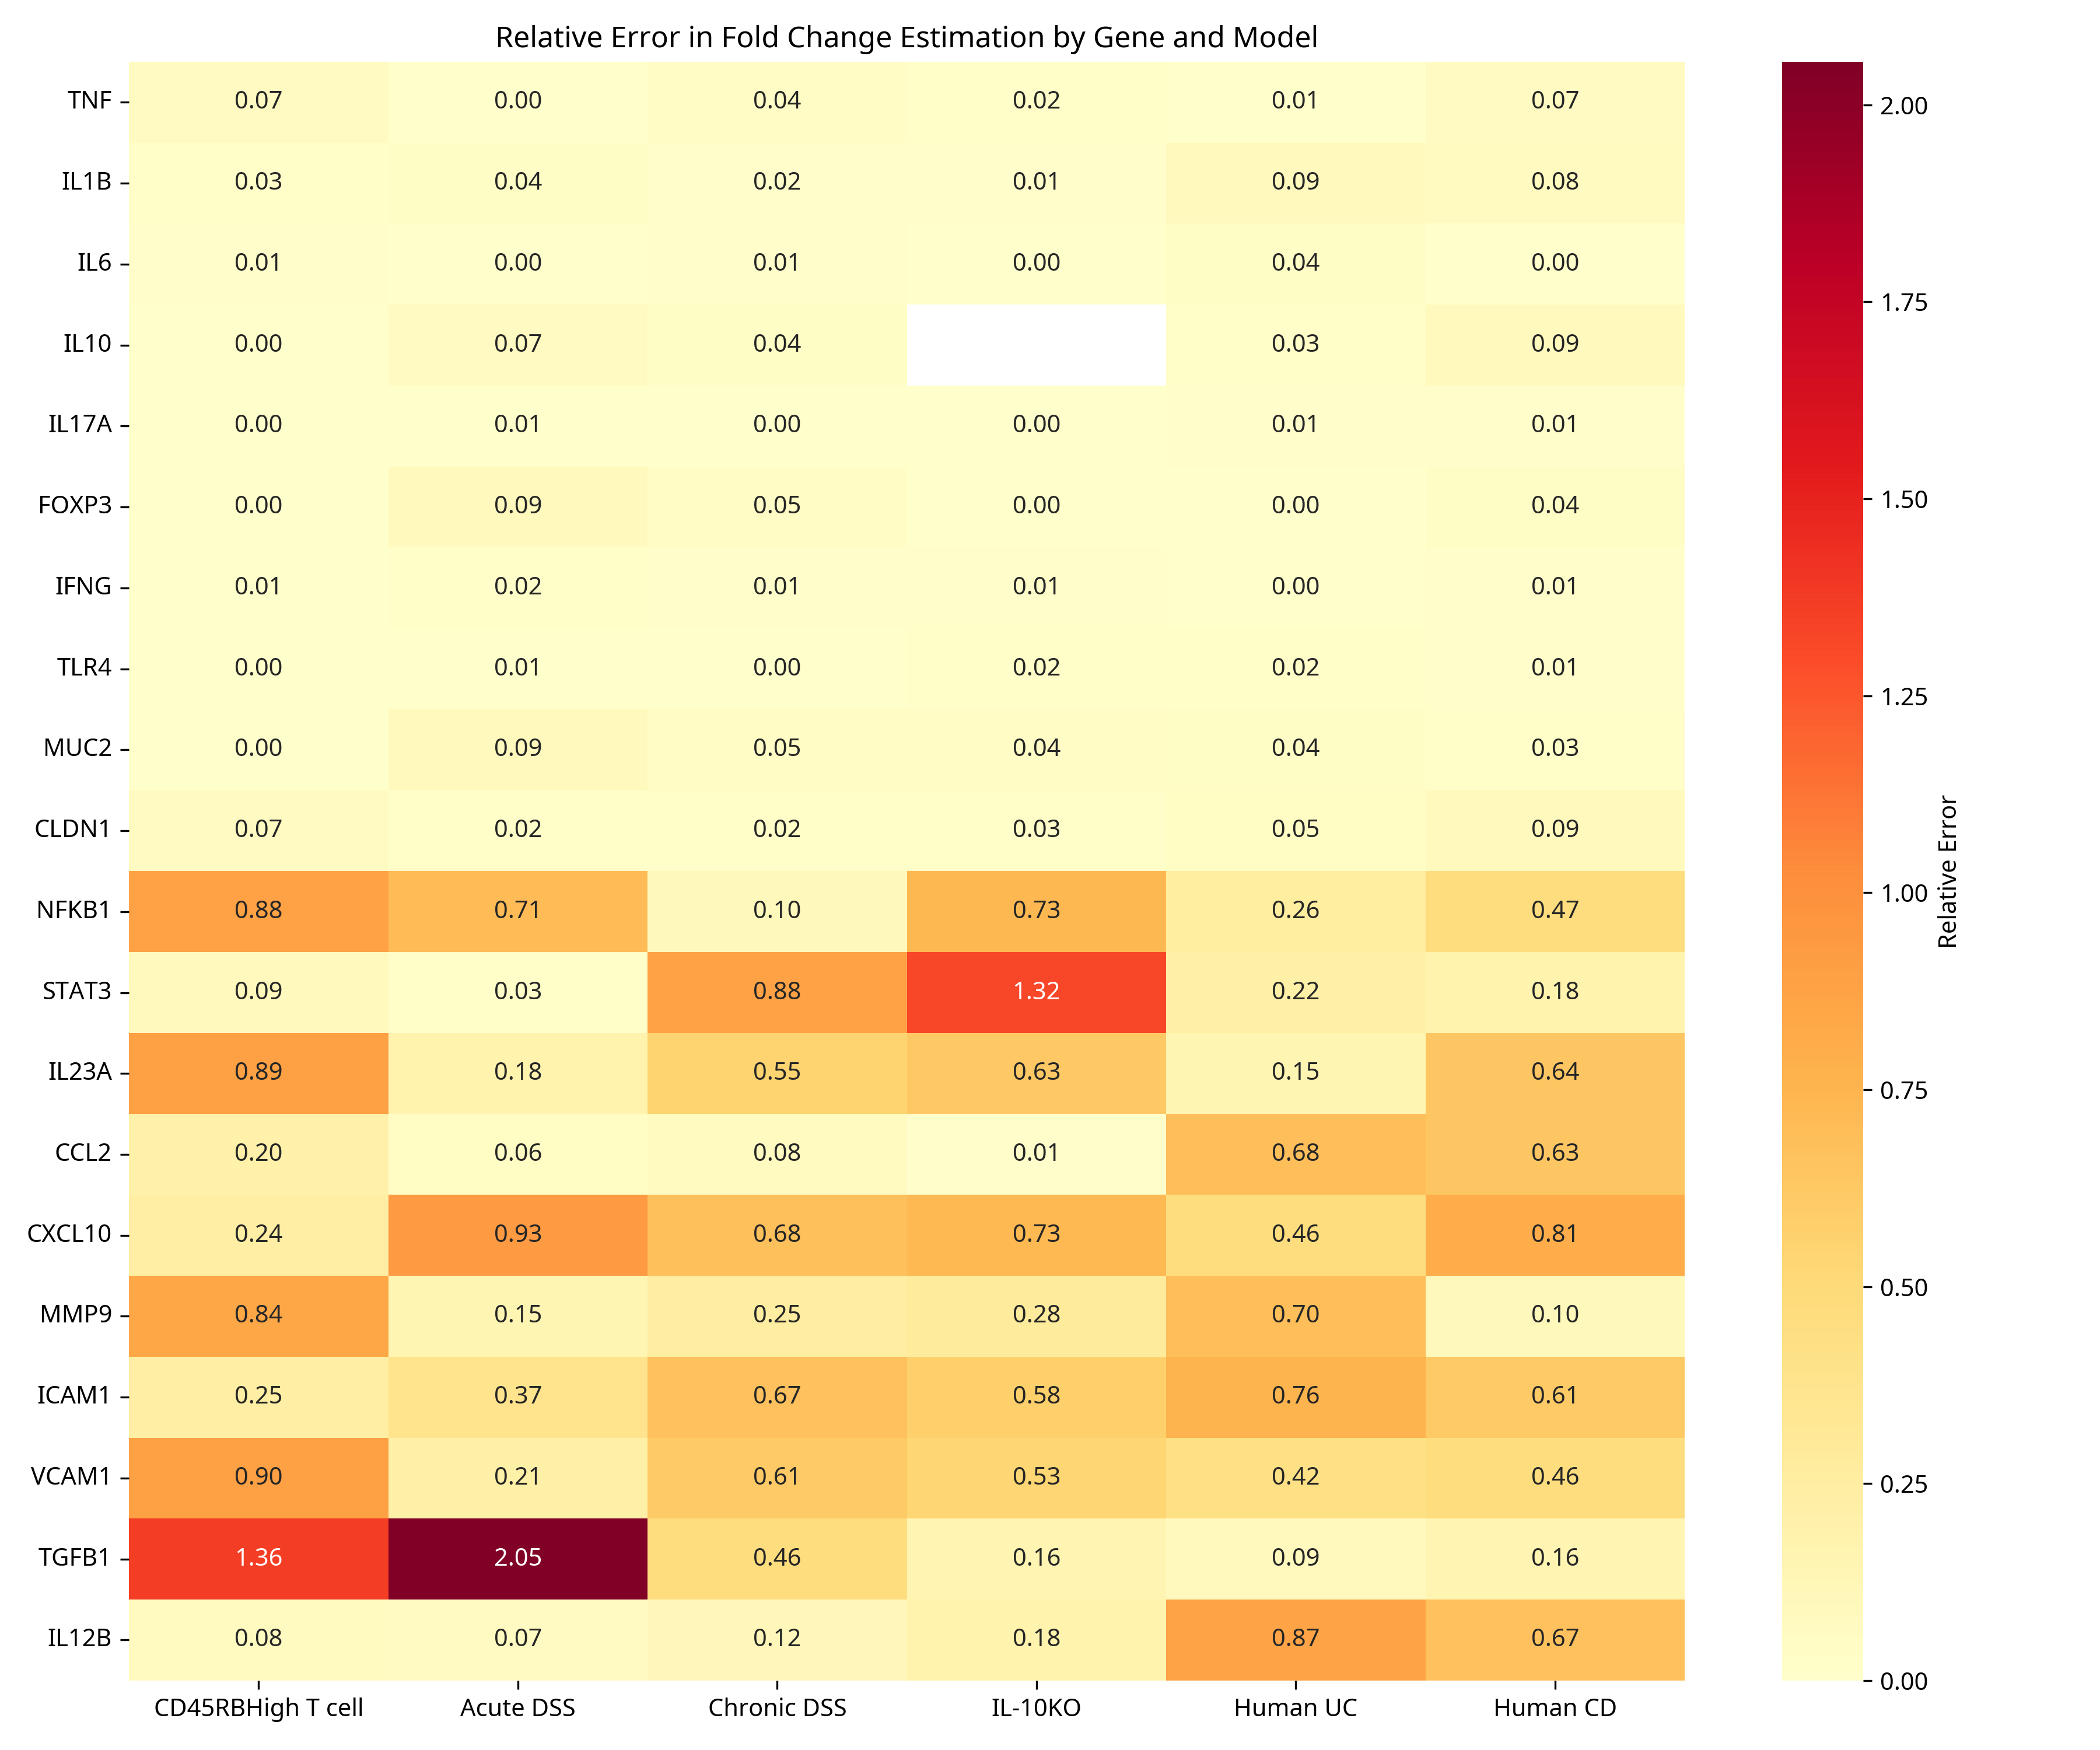 Relative Error in Fold Change Estimation by Gene and Model
TNF 0.07 0.00 0.04 0.02 0.01 0.07
IL1B 0.03 0.04 0.02 0.01 0.09 0.08
IL6 0.01 0.00 0.01 0.00 0.04 0.00
IL10 0.00 0.07 0.04 0.03 0.09
IL17A 0.00 0.01 0.00 0.00 0.01 0.01
FOXP3 0.00 0.09 0.05 0.00 0.00 0.04
IFNG 0.01 0.02 0.01 0.01 0.00 0.01
TLR4 0.00 0.01 0.00 0.02 0.02 0.01
MUC2 0.00 0.09 0.05 0.04 0.04 0.03
CLDN1 0.07 0.02 0.02 0.03 0.05 0.09
NFKB1 0.88 0.71 0.10 0.73 0.26 0.47
STAT3 0.09 0.03 0.88 1.32 0.22 0.18
IL23A 0.89 0.18 0.55 0.63 0.15 0.64
CCL2 0.20 0.06 0.08 0.01 0.68 0.63
CXCL10 0.24 0.93 0.68 0.73 0.46 0.81
MMP9 0.84 0.15 0.25 0.28 0.70 0.10
ICAM1 0.25 0.37 0.67 0.58 0.76 0.61
VCAM1 0.90 0.21 0.61 0.53 0.42 0.46
TGFB1 1.36 2.05 0.46 0.16 0.09 0.16
IL12B 0.08 0.07 0.12 0.18 0.87 0.67
CD45RBHigh T cell Acute DSS Chronic DSS IL-10KO Human UC Human CD
2.00
1.75
1.50
1.25
1.00
0.75
0.50
0.25
0.00
Relative Error